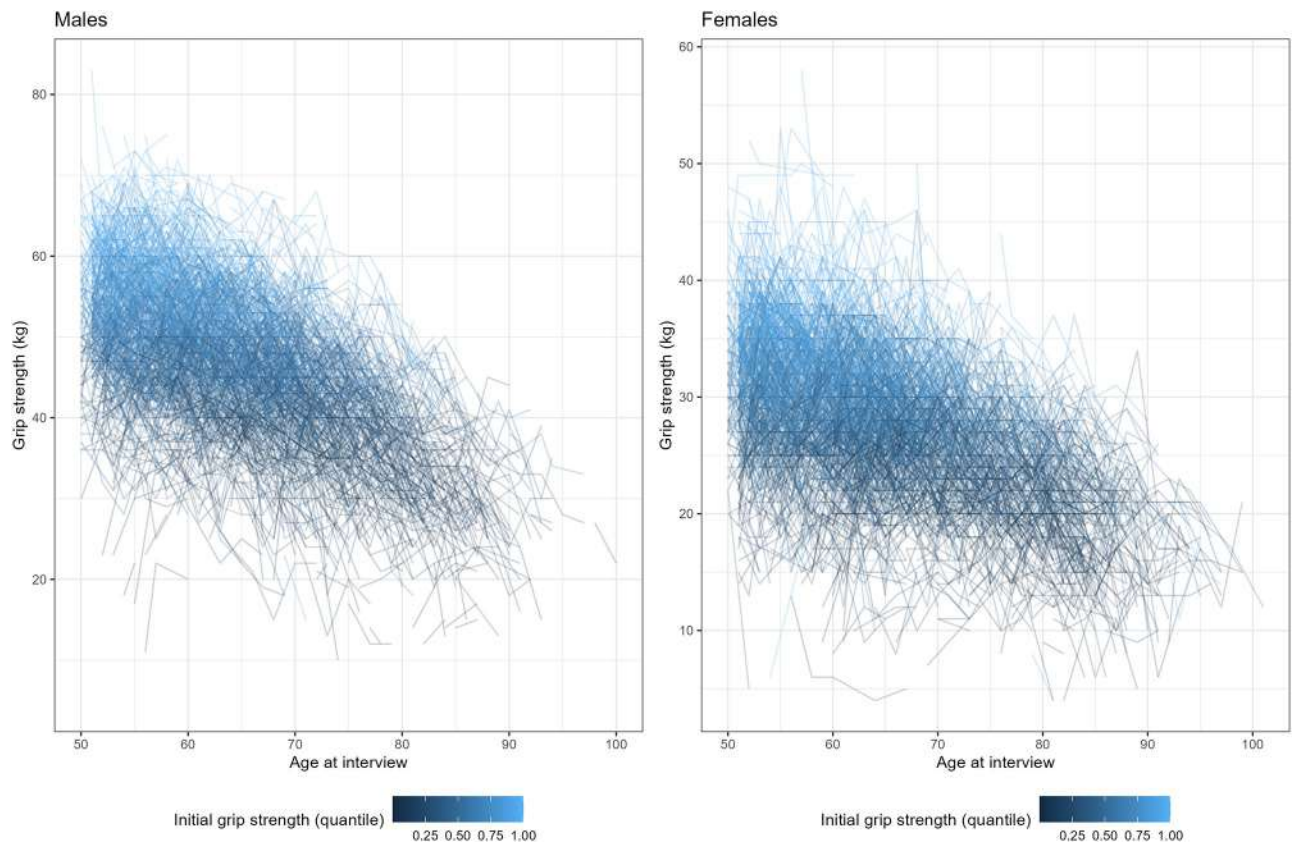 Males
Females
80
60
40
20
Grip strength (kg)
50 60 70 80 90 100
Age at interview
60
50
40
30
20
10
Grip strength (kg)
50 60 70 80 90 100
Age at interview
Initial grip strength (quantile)
0.25 0.50 0.75 1.00
Initial grip strength (quantile)
0.25 0.50 0.75 1.00